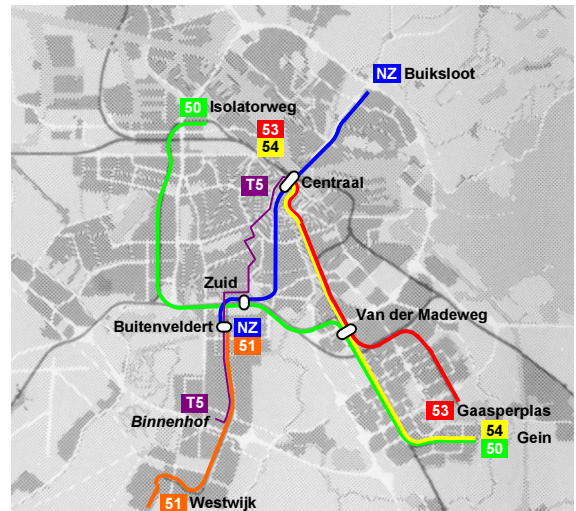 NZ Buiksloot
50 Isolatorweg
53
54
T5
Centraal
Zuid
Van der Madeweg
Buitenveldert
NZ
51
T5
Binnenhof
53 Gaasperplas
54
Gein
50
51 Westwijk